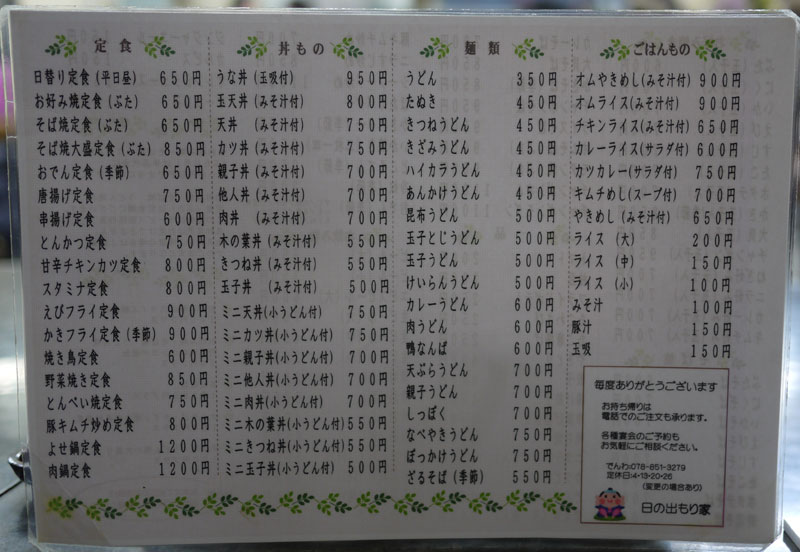 定食
日替り定食(平日昼) 650円
お好み焼定食(ぶた) 650円
そば焼定食(ぶた) 650円
そば焼大盛定食(ぶた) 850円
おでん定食(季節) 650円
唐揚げ定食 750円
串揚げ定食 600円
とんかつ定食 750円
甘辛チキンカツ定食 800円
スタミナ定食 800円
えびフライ定食 900円
かきフライ定食(季節) 900円
焼き鳥定食 600円
野菜焼き定食 850円
とんぺい焼定食 750円
豚キムチ炒め定食 800円
よせ鍋定食 1200円
肉鍋定食 1200円
丼もの
うな丼(玉吸付) 950円
玉天丼(みそ汁付) 800円
天丼 (みそ汁付) 750円
カツ丼(みそ汁付) 750円
親子丼(みそ汁付) 700円
他人丼(みそ汁付) 700円
肉丼 (みそ汁付) 700円
木の葉丼(みそ汁付) 550円
きつね丼(みそ汁付) 550円
玉子丼 (みそ汁付) 500円
ミニ天丼(小うどん付) 750円
ミニカツ丼(小うどん付) 750円
ミニ親子丼(小うどん付) 700円
ミニ他人丼(小うどん付) 700円
ミニ肉丼(小うどん付) 700円
ミニ木の葉丼(小うどん付) 550円
ミニきつね丼(小うどん付) 550円
ミニ玉子丼(小うどん付) 500円
麺類
うどん 350円
たぬき 450円
きつねうどん 450円
きざみうどん 450円
ハイカラうどん 450円
あんかけうどん 450円
昆布うどん 500円
玉子とじうどん 500円
玉子うどん 500円
けいらんうどん 500円
カレーうどん 600円
肉うどん 600円
鴨なんば 600円
天ぷらうどん 700円
親子うどん 700円
しっぽく 700円
なべやきうどん 750円
ぼっかけうどん 750円
ざるそば(季節) 550円
ごはんもの
オムやきめし(みそ汁付) 900円
オムライス(みそ汁付) 900円
チキンライス(みそ汁付) 650円
カレーライス(サラダ付) 600円
カツカレー(サラダ付) 750円
キムチめし(スープ付) 700円
やきめし(みそ汁付) 650円
ライス (大) 200円
ライス (中) 150円
ライス (小) 100円
みそ汁 100円
豚汁 150円
玉吸 150円
毎度ありがとうございます
お持ち帰りは
電話でのご注文も承ります。
各種宴会のご予約も
お気軽にご相談ください。
でんわ:078-851-3279
定休日:4-13-20-26
(変更の場合あり)
日の出もり家